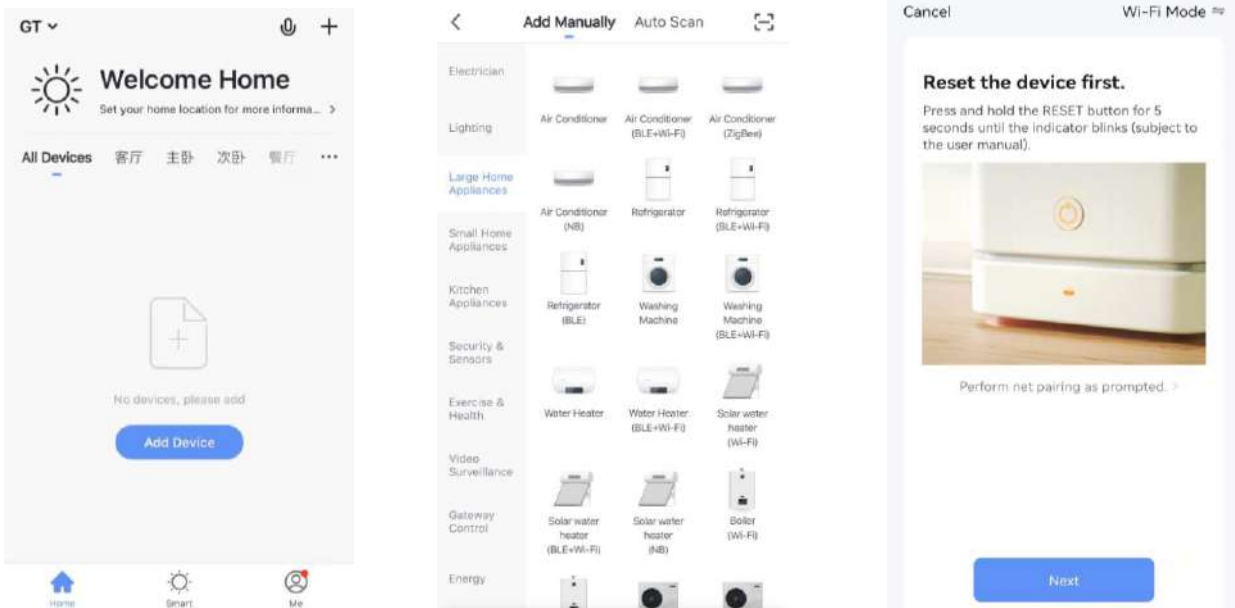 GT
Welcome Home
Set your home location for more informa... >
All Devices 客厅 主卧 次卧 餐厅 ...
No devices, please add
Add Device
Home Smart Me
Add Manually Auto Scan
Electrician
Lighting
Large Home
Appliances
Small Home
Appliances
Kitchen
Appliances
Security &
Sensors
Exercise &
Health
Video
Surveillance
Gateway
Control
Energy
Air Conditioner
Air Conditioner
(BLE+Wi-Fi)
Air Conditioner
(ZigBee)
Air Conditioner
(NB)
Refrigerator
Refrigerator
(BLE+Wi-Fi)
Refrigerator
(BLE)
Washing
Machine
Washing
Machine
(BLE+Wi-Fi)
Water Heater
Water Heater
(BLE+Wi-Fi)
Solar water
heater
(Wi-Fi)
Solar water
heater
(BLE+Wi-Fi)
Solar water
heater
(NB)
Boiler
(Wi-Fi)
Cancel Wi-Fi Mode
Reset the device first.
Press and hold the RESET button for 5
seconds until the indicator blinks (subject to
the user manual).
Perform net pairing as prompted. >
Next